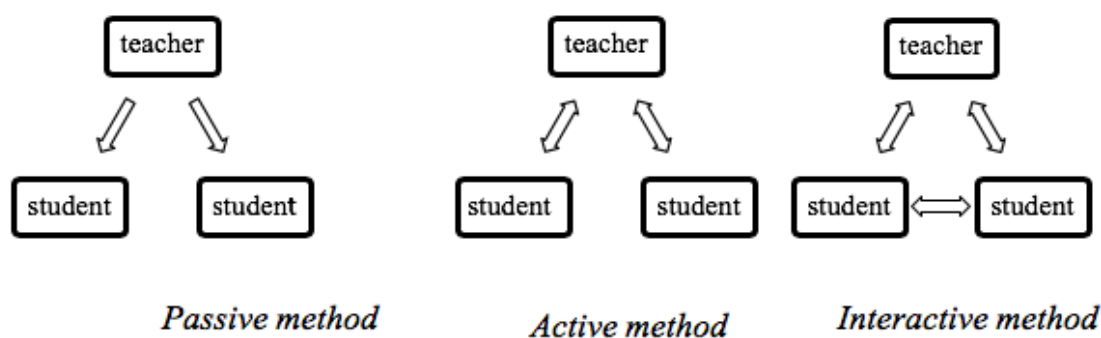 teacher
teacher
teacher
student
student
student
student
student
student
Passive method
Active method
Interactive method